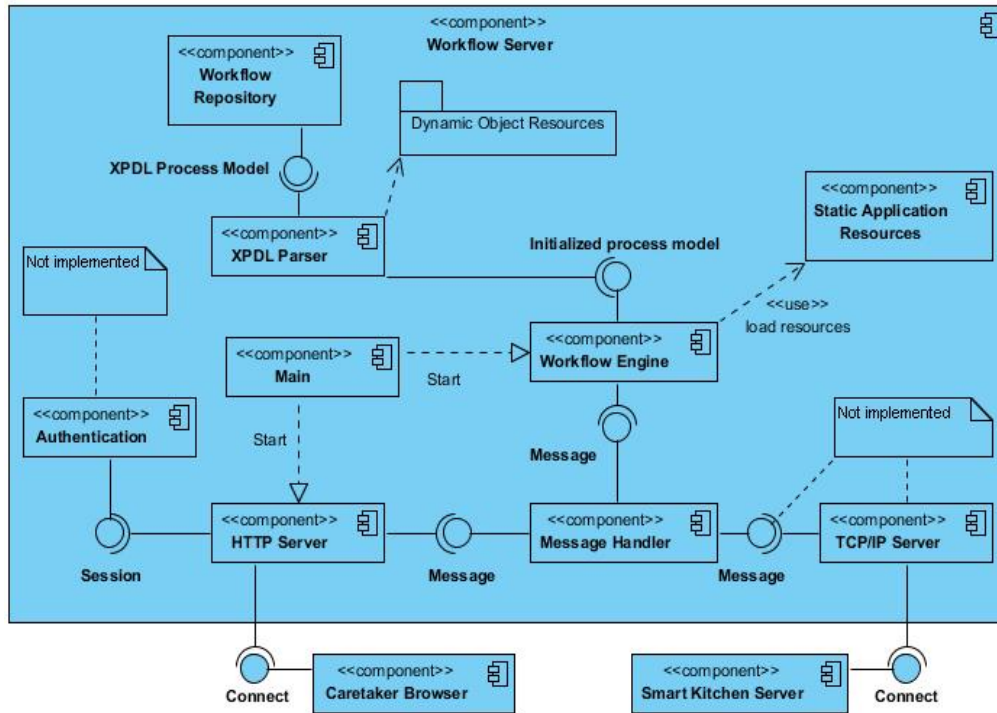 <<component>>
Workflow Server
<<component>>
Workflow
Repository
Dynamic Object Resources
XPDL Process Model
<<component>>
Static Application
Resources
<<component>>
XPDL Parser
Initialized process model
Not implemented
<<use>>
load resources
<<component>>
Main
Start
<<component>>
Workflow Engine
<<component>>
Authentication
Start
Message
Not implemented
<<component>>
HTTP Server
<<component>>
Message Handler
<<component>>
TCP/IP Server
Session
Message
Message
<<component>>
Caretaker Browser
<<component>>
Smart Kitchen Server
Connect
Connect